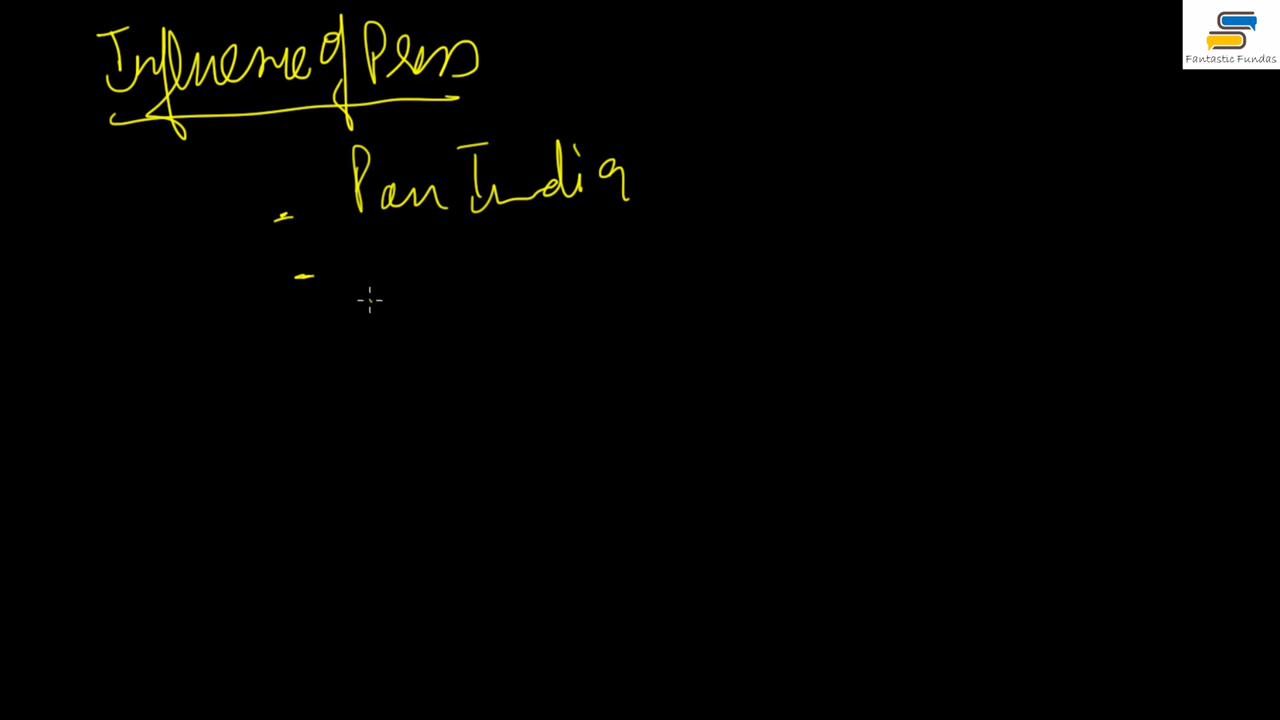 Influence of Press
- Pan India
-
Fantastic Fundas